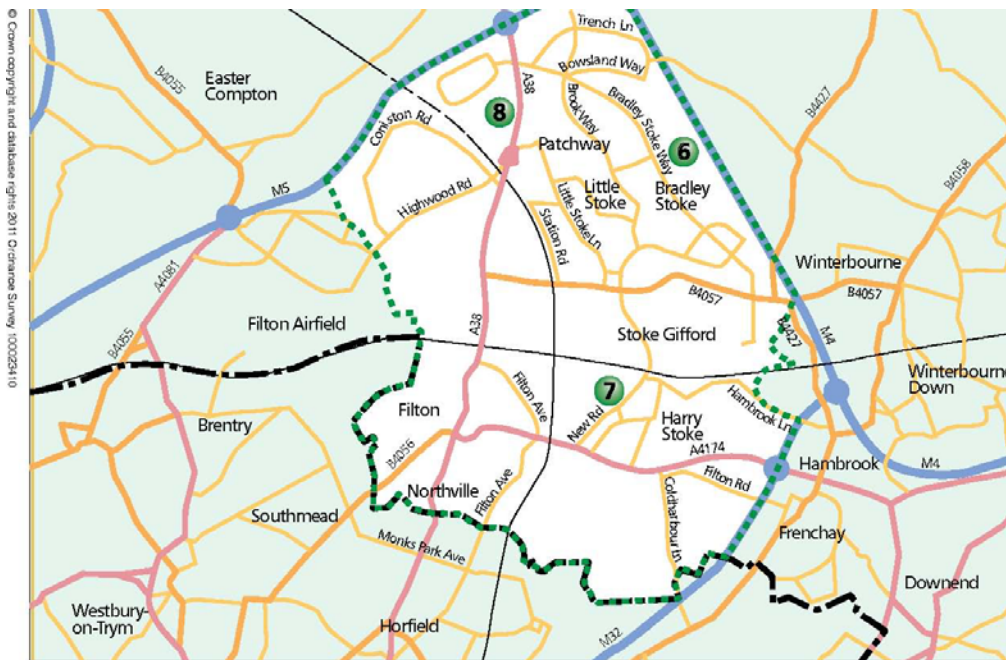 © Crown copyright and database rights 2011 Ordnance Survey 100023410
B4055
Easter
Compton
M5
A4081
B4055
Coniston Rd
Highwood Rd
8
A38
Trench Ln
Bowsland Way
Brook Way
Bradley Stoke Way
6
Patchway
Little
Stoke
Bradley
Stoke
Little Stoke Ln
Station Rd
B4427
B4058
Winterbourne
B4057
B4057
Filton Airfield
A38
Stoke Gifford
B4427
M4
Winterbourne
Down
Filton Ave
7
Filton
New Rd
Harry
Stoke
Hambrook Ln
Brentry
B4056
A4174
Hambrook
M4
Filton Rd
Northville
Filton Ave
Coldharbour Ln
Southmead
Monks Park Ave
Frenchay
Downend
Westbury-
on-Trym
Horfield
M32